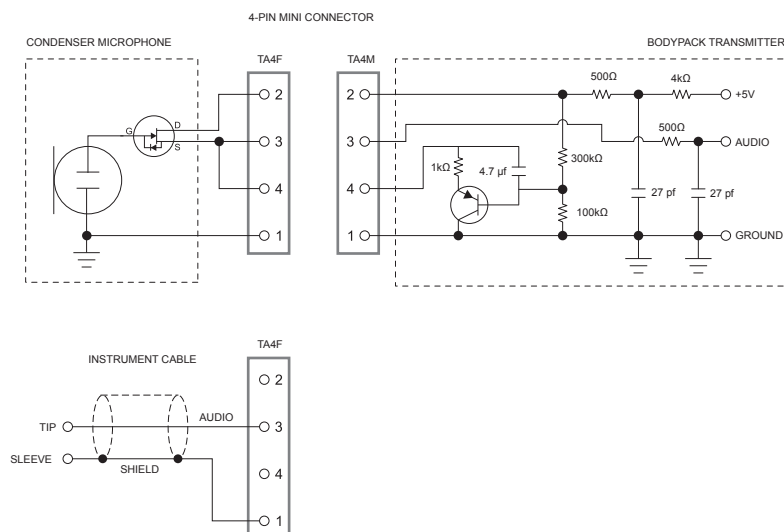 4-PIN MINI CONNECTOR
CONDENSER MICROPHONE
TA4F
TA4M
BODYPACK TRANSMITTER
G
D
S
2
3
4
1
2
3
4
1
500Ω
4kΩ
+5V
500Ω
AUDIO
1kΩ
4.7 µf
300kΩ
100kΩ
27 pf
27 pf
GROUND
INSTRUMENT CABLE
TA4F
2
TIP
AUDIO
3
SLEEVE
SHIELD
4
1